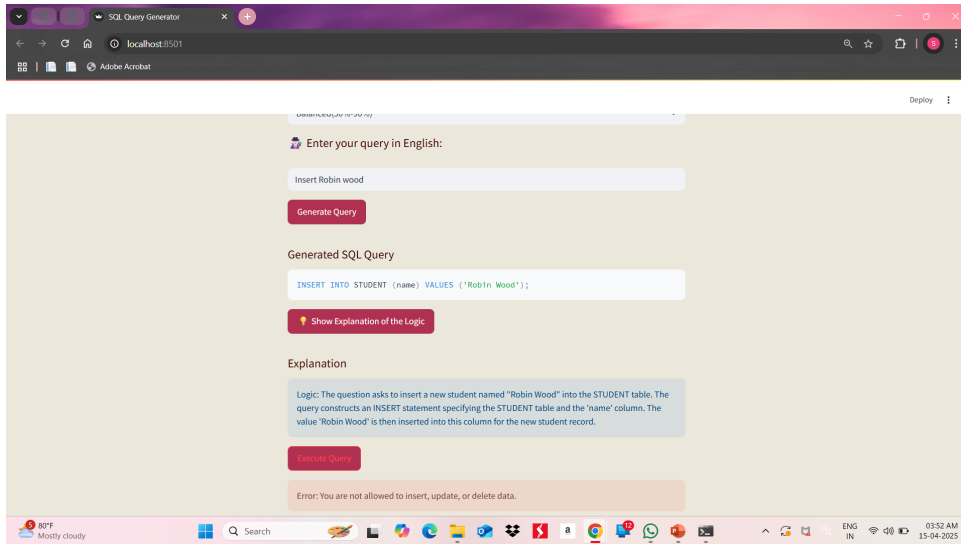 SQL Query Generator
localhost:8501
Adobe Acrobat
Deploy
Balanced(50%-90%)
Enter your query in English:
Insert Robin wood
Generate Query
Generated SQL Query
INSERT INTO STUDENT (name) VALUES ('Robin Wood');
Show Explanation of the Logic
Explanation
Logic: The question asks to insert a new student named "Robin Wood" into the STUDENT table. The
query constructs an INSERT statement specifying the STUDENT table and the 'name' column. The
value 'Robin Wood' is then inserted into this column for the new student record.
Execute Query
Error: You are not allowed to insert, update, or delete data.
80°F
Mostly cloudy
Search
ENG
IN
03:52 AM
15-04-2025